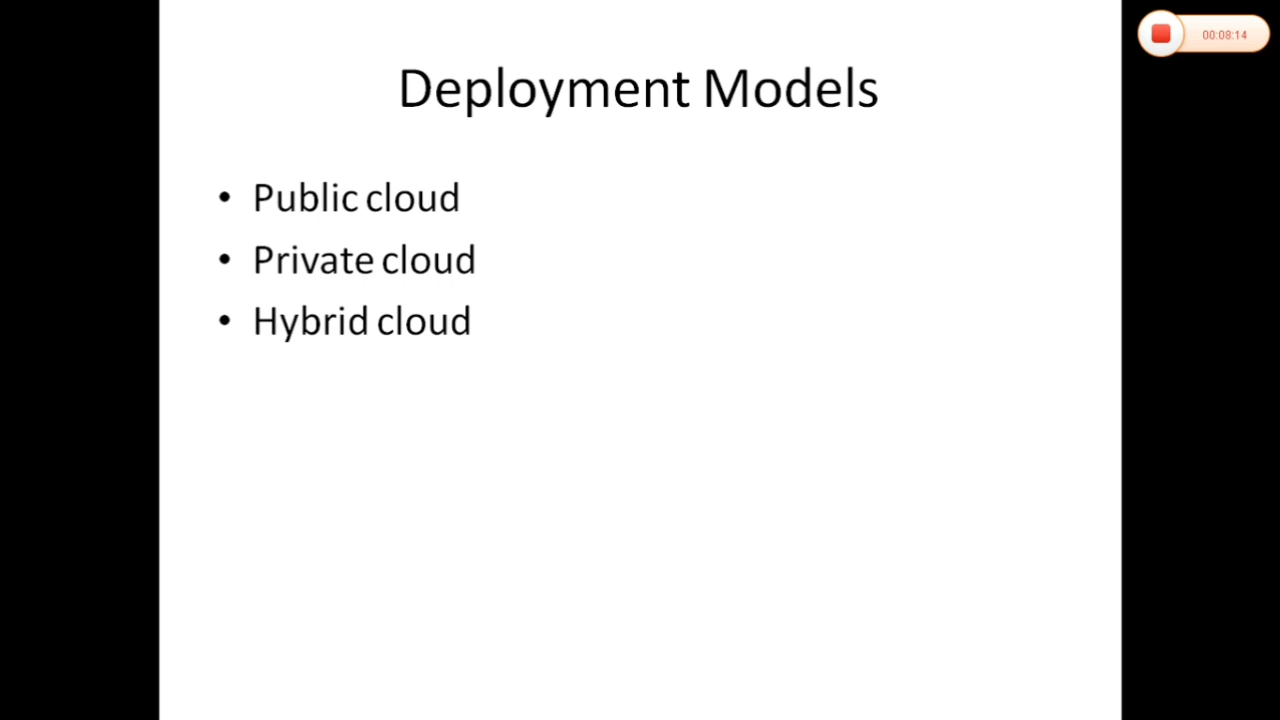 00:08:14
Deployment Models
• Public cloud
• Private cloud
• Hybrid cloud